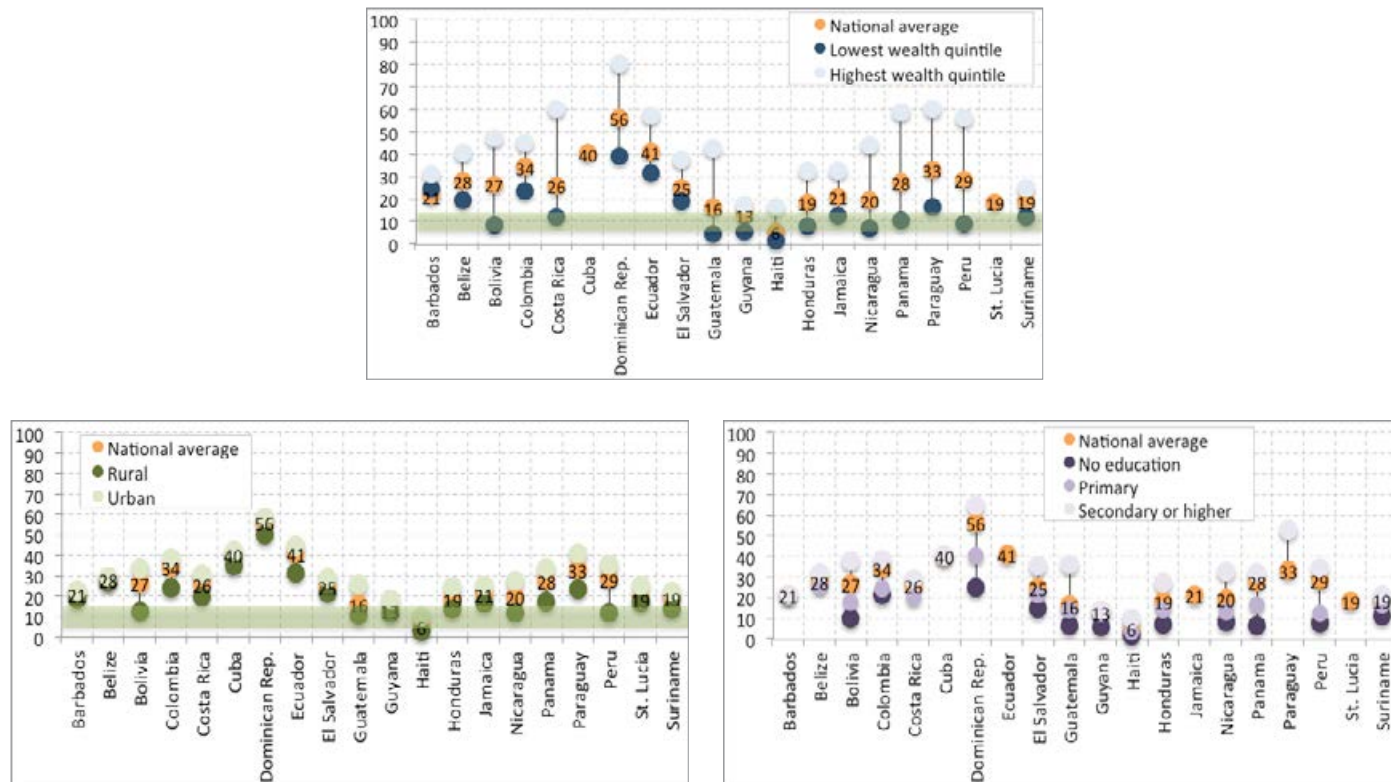 100
90
80
70
60
50
40
30
20
10
0
National average
Lowest wealth quintile
Highest wealth quintile
21
28
27
34
26
40
56
41
25
16
13
6
19
21
20
28
33
29
19
19
Barbados
Belize
Bolivia
Colombia
Costa Rica
Cuba
Dominican Rep.
Ecuador
El Salvador
Guatemala
Guyana
Haiti
Honduras
Jamaica
Nicaragua
Panama
Paraguay
Peru
St. Lucia
Suriname
100
90
80
70
60
50
40
30
20
10
0
National average
Rural
Urban
21
28
27
34
26
40
56
41
25
16
13
6
19
21
20
28
33
29
19
19
Barbados
Belize
Bolivia
Colombia
Costa Rica
Cuba
Dominican Rep.
Ecuador
El Salvador
Guatemala
Guyana
Haiti
Honduras
Jamaica
Nicaragua
Panama
Paraguay
Peru
St. Lucia
Suriname
100
90
80
70
60
50
40
30
20
10
0
National average
No education
Primary
Secondary or higher
21
28
27
34
26
40
56
41
25
16
13
6
19
21
20
28
33
29
19
19
Barbados
Belize
Bolivia
Colombia
Costa Rica
Cuba
Dominican Rep.
Ecuador
El Salvador
Guatemala
Guyana
Haiti
Honduras
Jamaica
Nicaragua
Panama
Paraguay
Peru
St. Lucia
Suriname